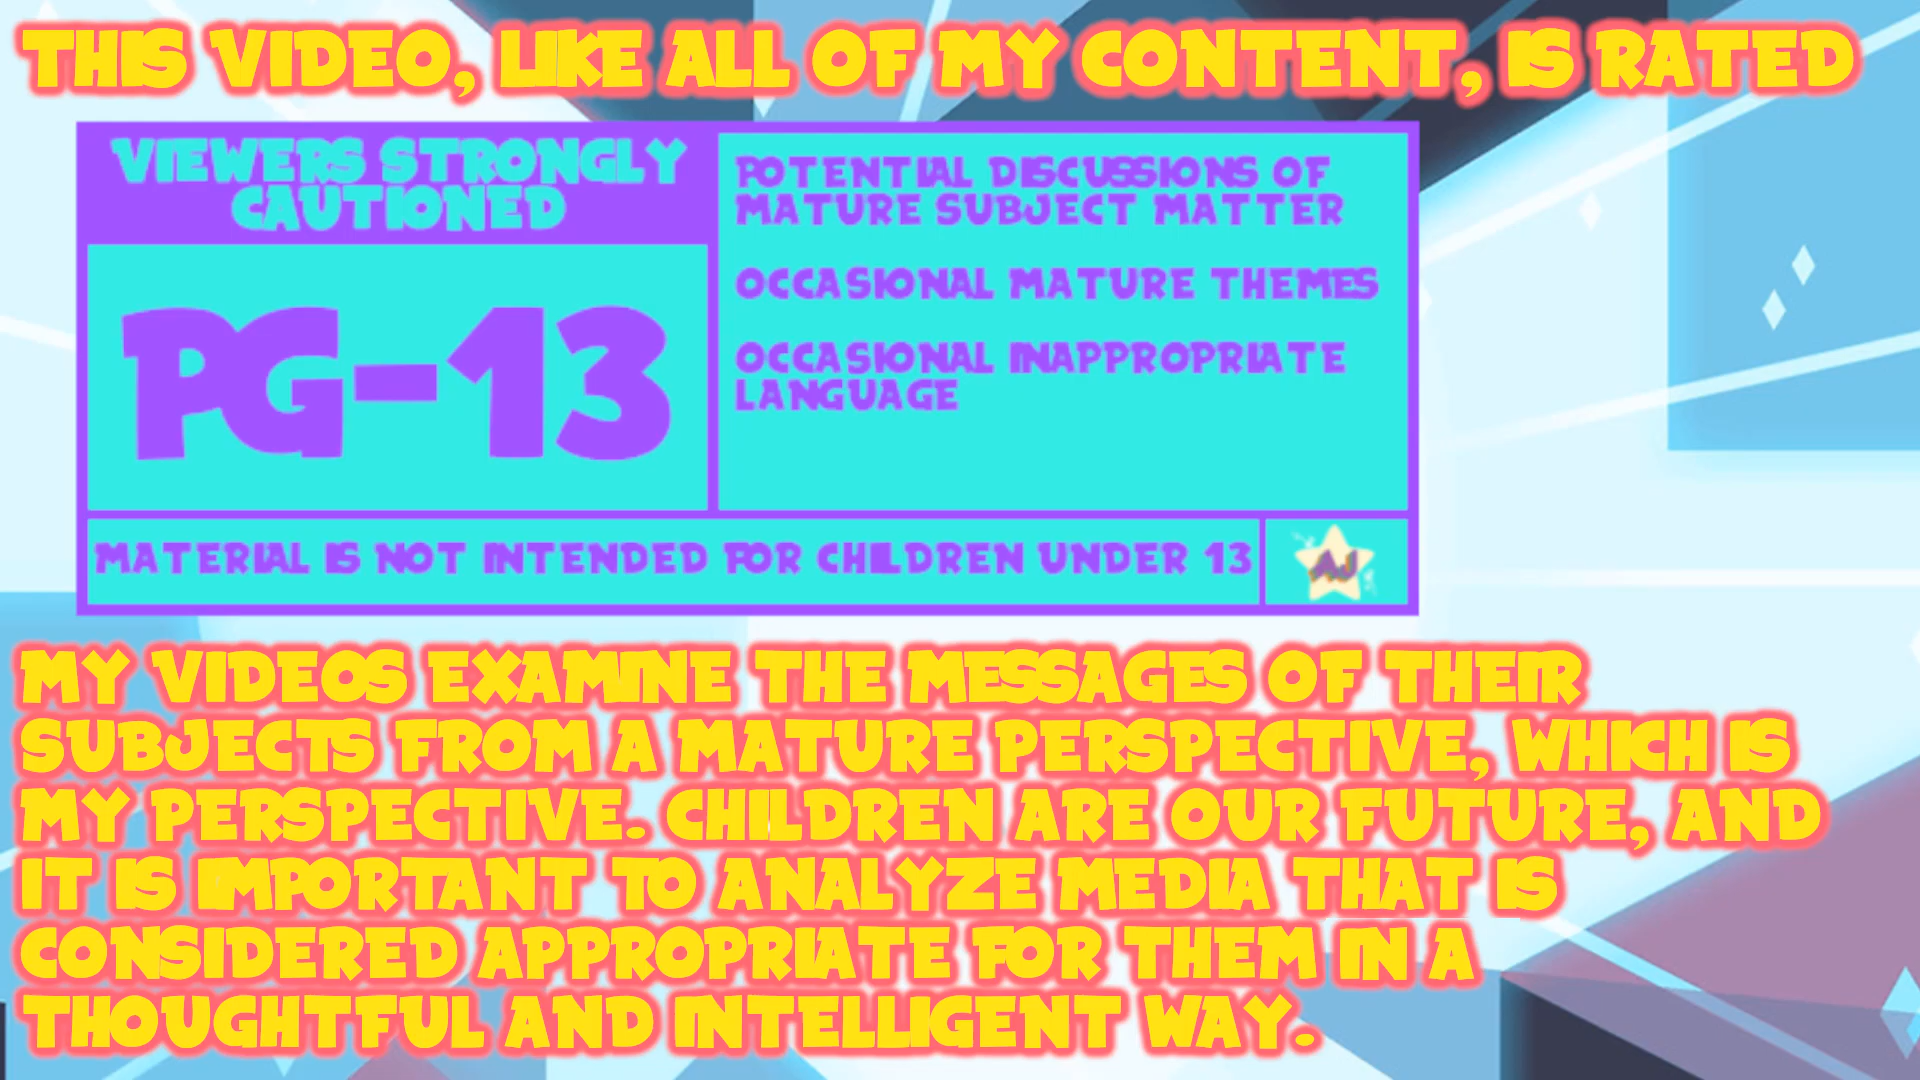 THIS VIDEO, LIKE ALL OF MY CONTENT, IS RATED
VIEWERS STRONGLY
CAUTIONED
PG-13
POTENTIAL DISCUSSIONS OF
MATURE SUBJECT MATTER
OCCASIONAL MATURE THEMES
OCCASIONAL INAPPROPRIATE
LANGUAGE
MATERIAL IS NOT INTENDED FOR CHILDREN UNDER 13
AJ
MY VIDEOS EXAMINE THE MESSAGES OF THEIR
SUBJECTS FROM A MATURE PERSPECTIVE, WHICH IS
MY PERSPECTIVE. CHILDREN ARE OUR FUTURE, AND
IT IS IMPORTANT TO ANALYZE MEDIA THAT IS
CONSIDERED APPROPRIATE FOR THEM IN A
THOUGHTFUL AND INTELLIGENT WAY.